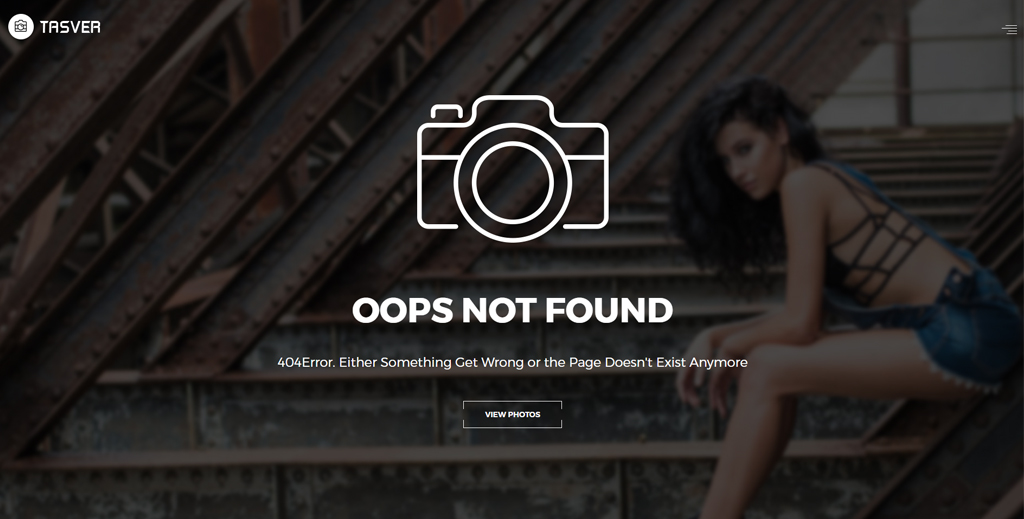 TASVER
OOPS NOT FOUND
404Error. Either Something Get Wrong or the Page Doesn't Exist Anymore
VIEW PHOTOS